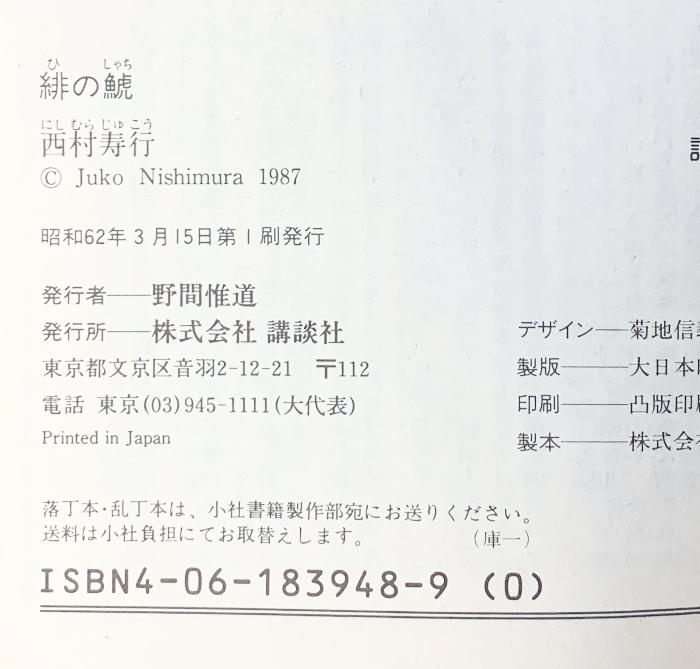 ひ しゃち
緋の鯱
にし むら じゅ こう
西村寿行
© Juko Nishimura 1987
昭和62年3月15日第1刷発行
発行者——野間惟道
発行所——株式会社 講談社
東京都文京区音羽2-12-21 〒112
電話 東京(03)945-1111(大代表)
Printed in Japan
デザイン——菊地信
製版———大日本
印刷———凸版印
製本———株式会
落丁本・乱丁本は、小社書籍製作部宛にお送りください。
送料は小社負担にてお取替えします。 (庫一)
ISBN4-06-183948-9 (0)